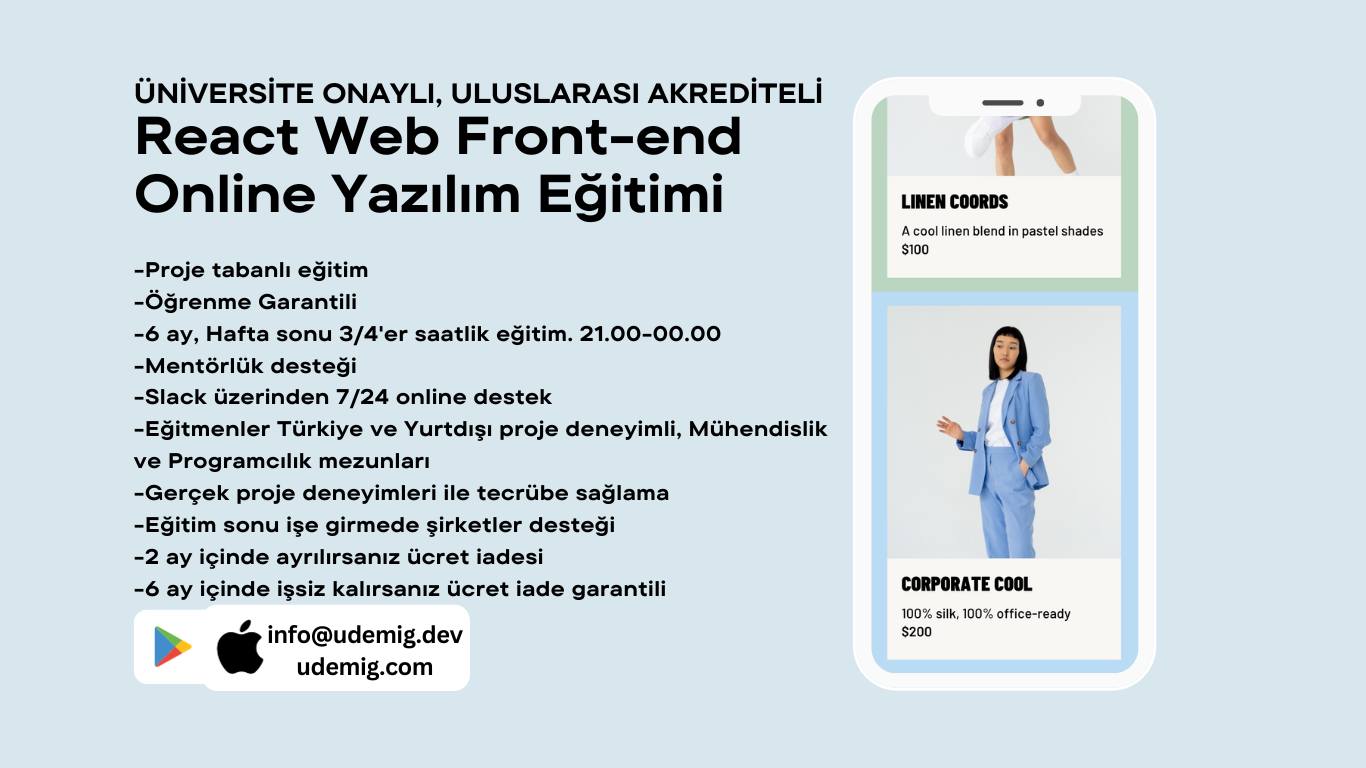 ÜNİVERSİTE ONAYLI, ULUSLARASI AKREDİTELİ
React Web Front-end
Online Yazılım Eğitimi
-Proje tabanlı eğitim
-Öğrenme Garantili
-6 ay, Hafta sonu 3/4'er saatlik eğitim. 21.00-00.00
-Mentörlük desteği
-Slack üzerinden 7/24 online destek
-Eğitmenler Türkiye ve Yurtdışı proje deneyimli, Mühendislik
ve Programcılık mezunları
-Gerçek proje deneyimleri ile tecrübe sağlama
-Eğitim sonu işe girmede şirketler desteği
-2 ay içinde ayrılırsanız ücret iadesi
-6 ay içinde işsiz kalırsanız ücret iade garantili
info@udemig.dev
udemig.com
LINEN COORDS
A cool linen blend in pastel shades
$100
CORPORATE COOL
100% silk, 100% office-ready
$200